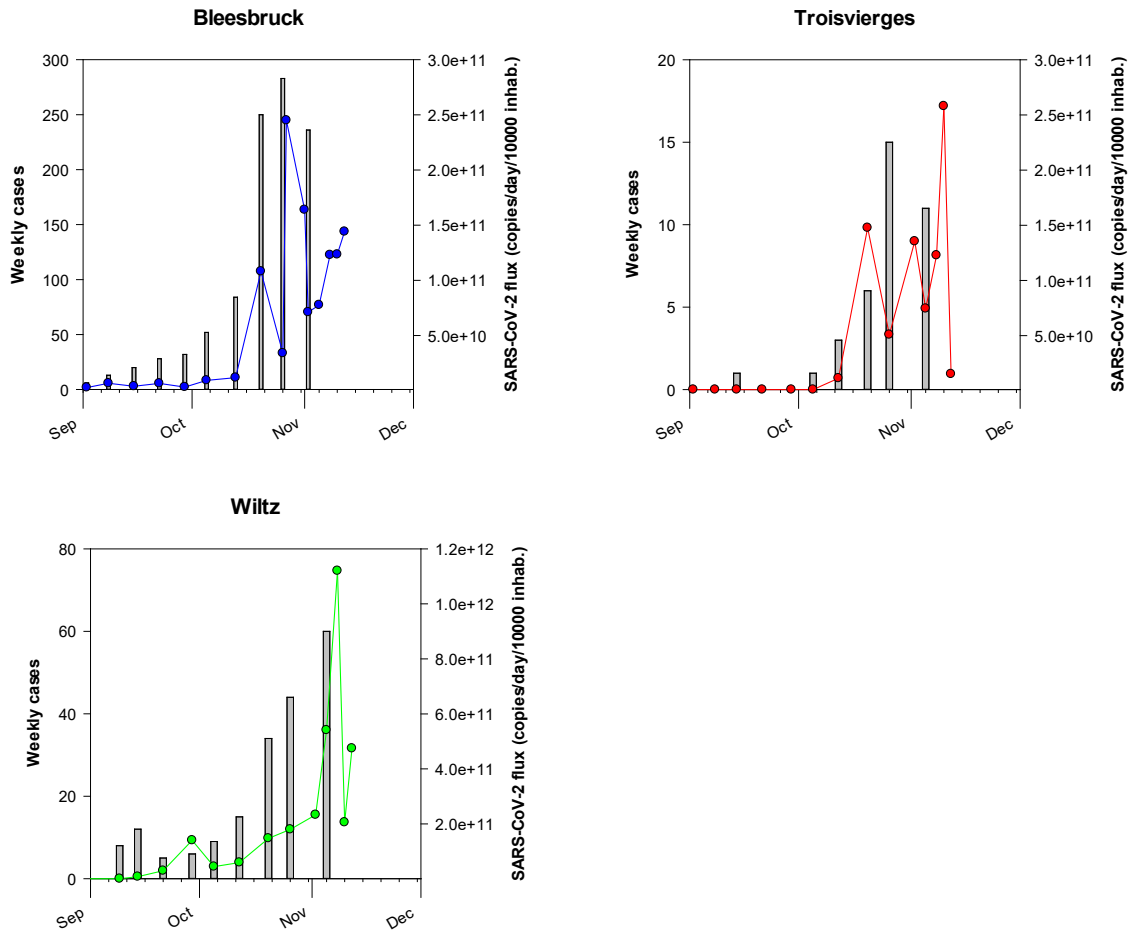 Bleesbruck
300
250
200
150
100
50
0
Weekly cases
3.0e+11
2.5e+11
2.0e+11
1.5e+11
1.0e+11
5.0e+10
SARS-CoV-2 flux (copies/day/10000 inhab.)
Sep
Oct
Nov
Dec
Troisvierges
20
15
10
5
0
Weekly cases
3.0e+11
2.5e+11
2.0e+11
1.5e+11
1.0e+11
5.0e+10
SARS-CoV-2 flux (copies/day/10000 inhab.)
Sep
Oct
Nov
Dec
Wiltz
80
60
40
20
0
Weekly cases
1.2e+12
1.0e+12
8.0e+11
6.0e+11
4.0e+11
2.0e+11
SARS-CoV-2 flux (copies/day/10000 inhab.)
Sep
Oct
Nov
Dec